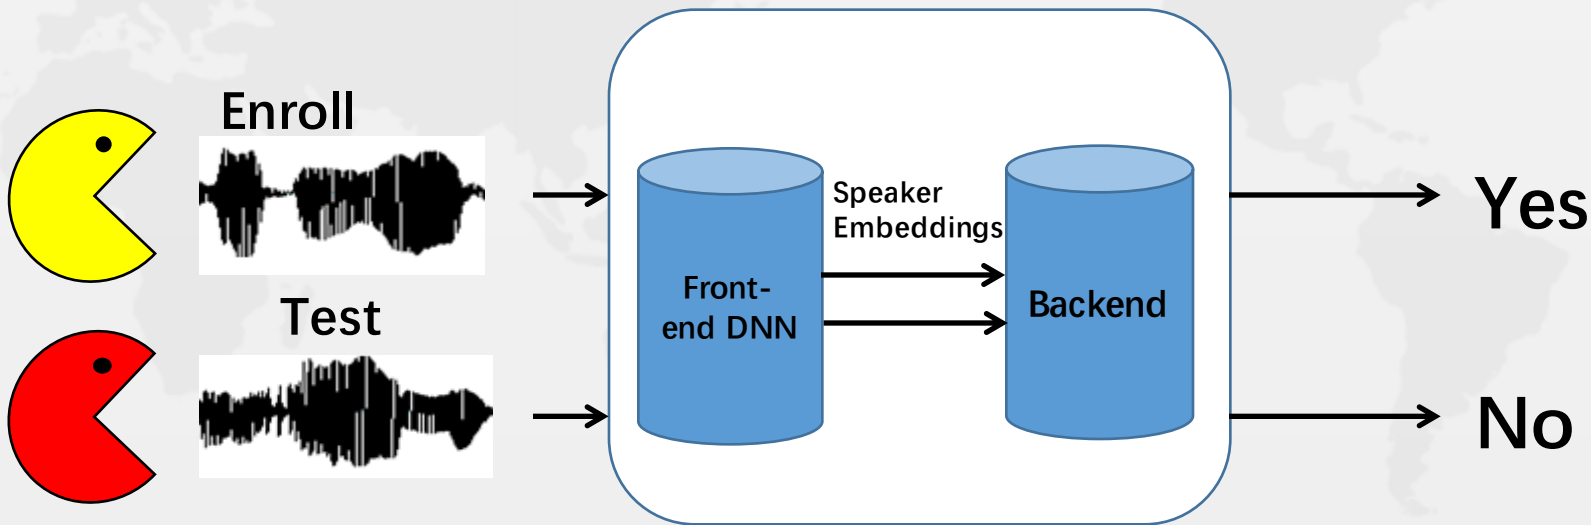 Enroll
Test
Front-
end DNN
Speaker
Embeddings
Backend
Yes
No